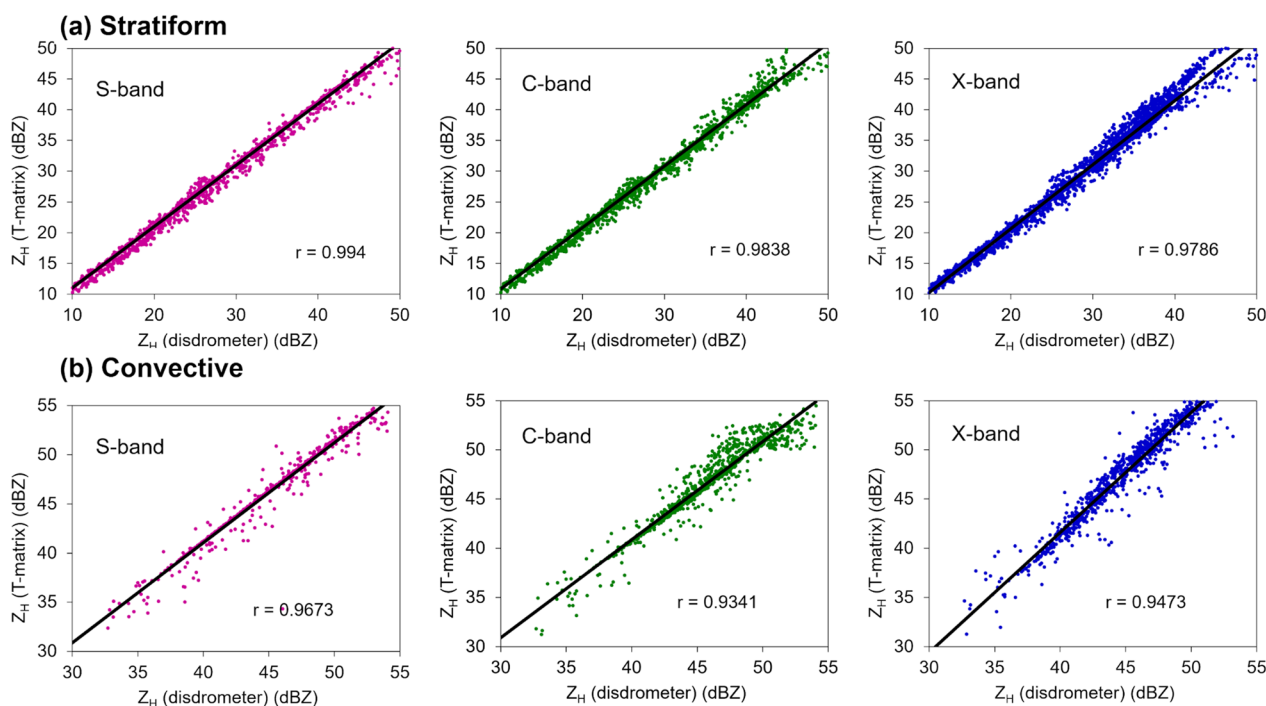 (a) Stratiform
50
45
40
35
30
25
20
15
10
Z_H (T-matrix) (dBZ)
S-band
r = 0.994
10 20 30 40 50
Z_H (disdrometer) (dBZ)
50
45
40
35
30
25
20
15
10
Z_H (T-matrix) (dBZ)
C-band
r = 0.9838
10 20 30 40 50
Z_H (disdrometer) (dBZ)
50
45
40
35
30
25
20
15
10
Z_H (T-matrix) (dBZ)
X-band
r = 0.9786
10 20 30 40 50
Z_H (disdrometer) (dBZ)
(b) Convective
55
50
45
40
35
30
Z_H (T-matrix) (dBZ)
S-band
r = 0.9673
30 35 40 45 50 55
Z_H (disdrometer) (dBZ)
55
50
45
40
35
30
Z_H (T-matrix) (dBZ)
C-band
r = 0.9341
30 35 40 45 50 55
Z_H (disdrometer) (dBZ)
55
50
45
40
35
30
Z_H (T-matrix) (dBZ)
X-band
r = 0.9473
30 35 40 45 50 55
Z_H (disdrometer) (dBZ)